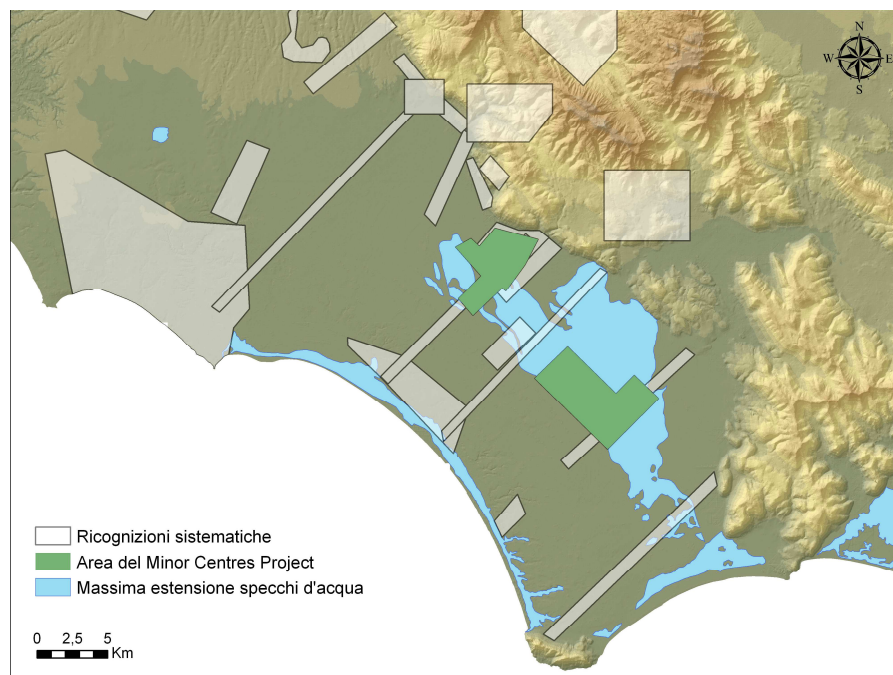 N
W E
S
Ricognizioni sistematiche
Area del Minor Centres Project
Massima estensione specchi d'acqua
0 2,5 5
Km